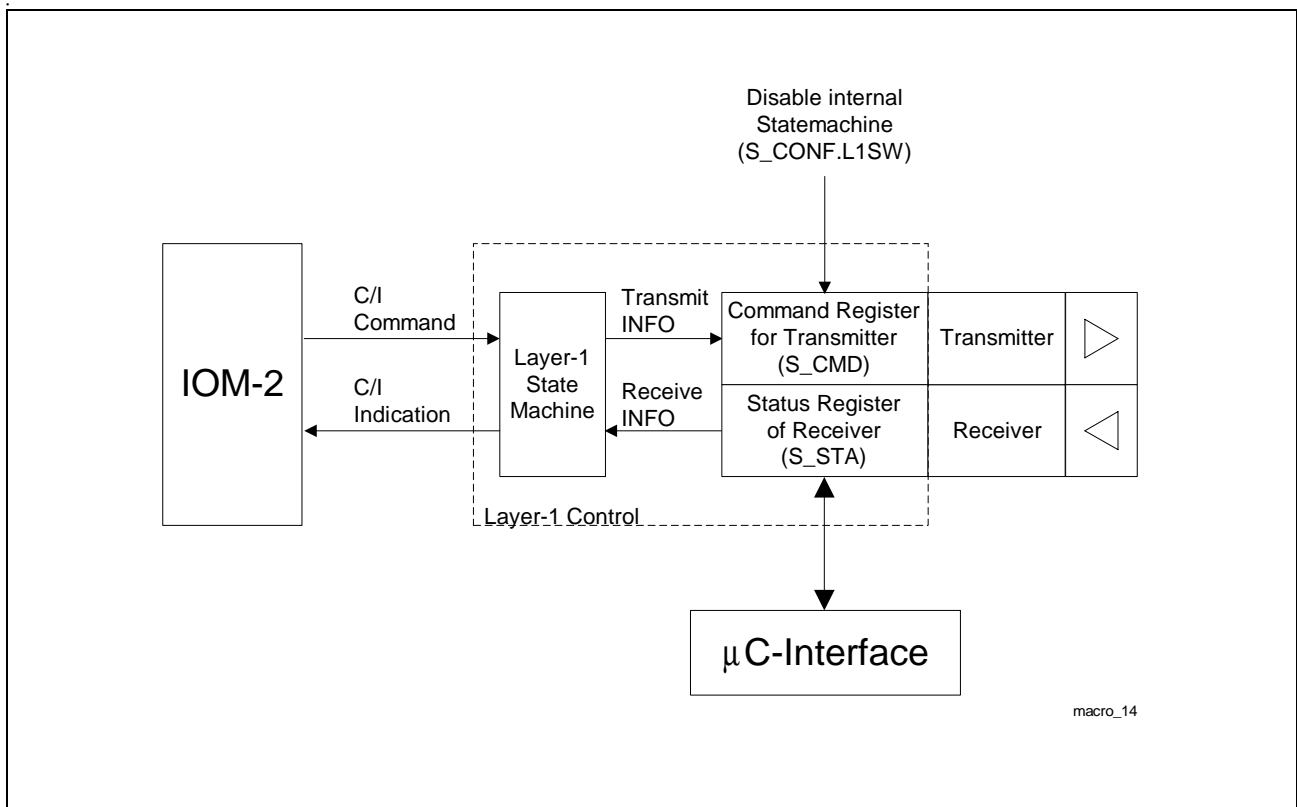 .
Disable internal
Statemachine
(S_CONF.L1SW)
IOM-2
C/I
Command
C/I
Indication
Layer-1
State
Machine
Transmit
INFO
Receive
INFO
Command Register
for Transmitter
(S_CMD)
Transmitter
Status Register
of Receiver
(S_STA)
Receiver
Layer-1 Control
μC-Interface
macro_14